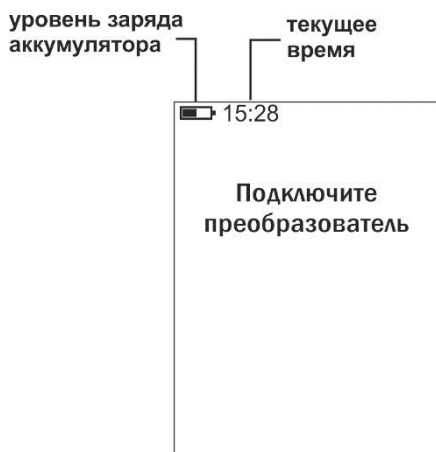 уровень заряда
аккумулятора
текущее
время
15:28
Подключите
преобразователь